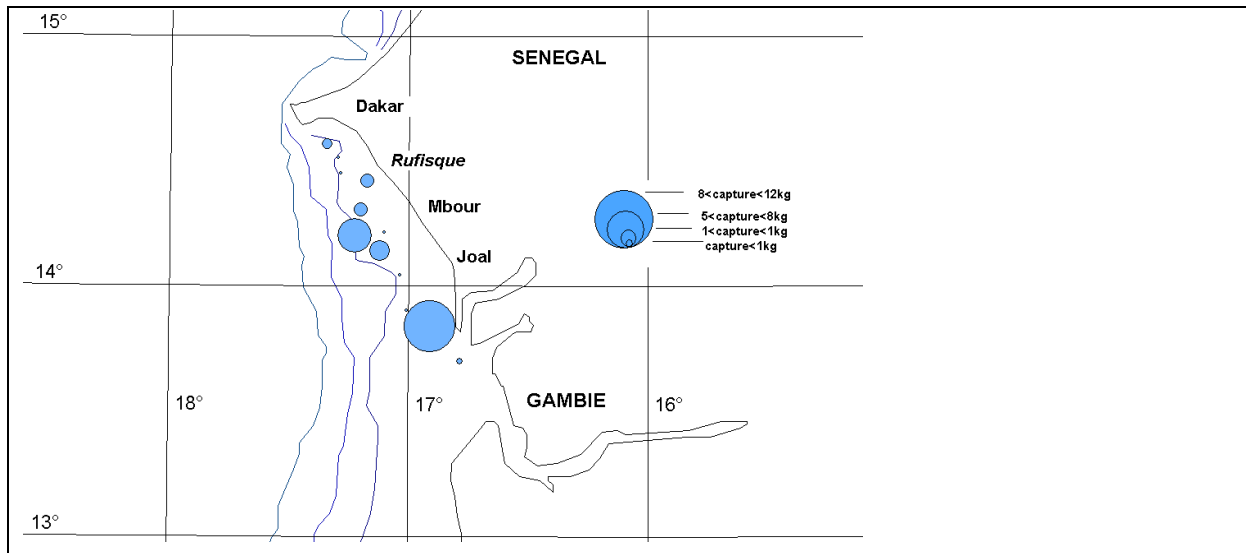 15°
SENEGAL
Dakar
Rufisque
Mbour
8<capture<12kg
5<capture<8kg
1<capture<1kg
capture<1kg
Joal
14°
18°
17°
GAMBIE
16°
13°